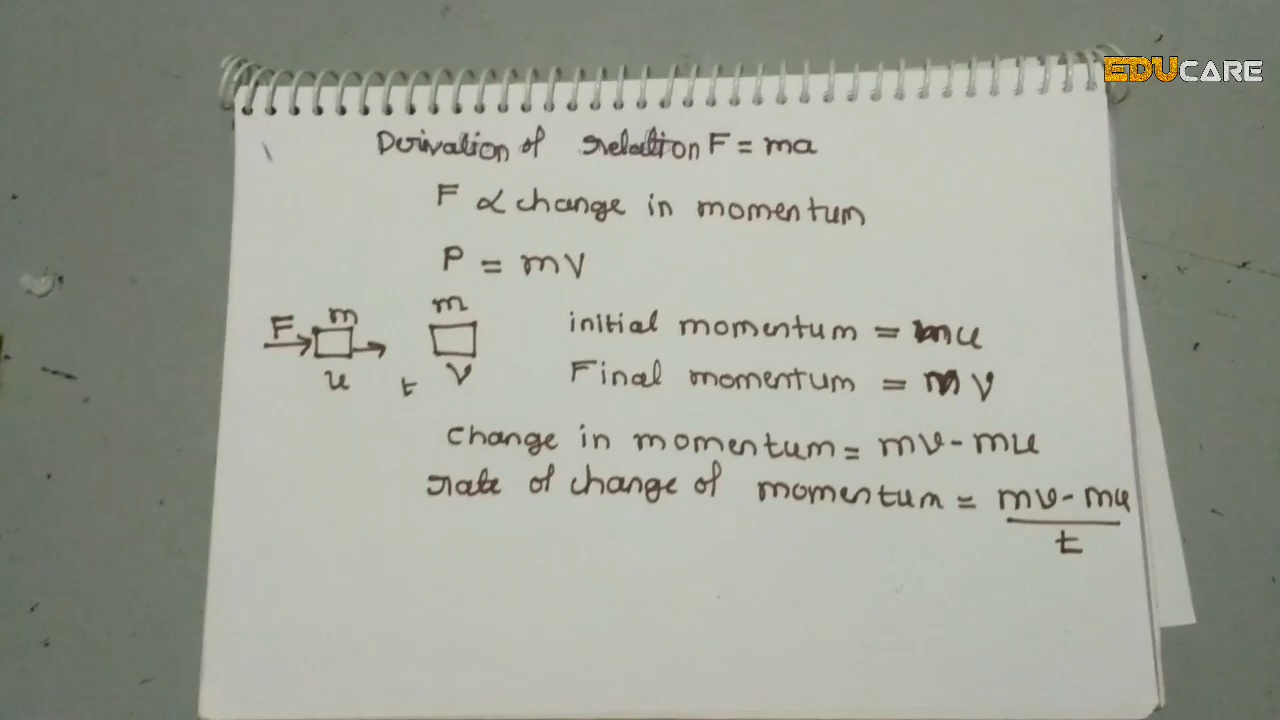 EDUCARE
Derivation of relation F = ma
F ∝ change in momentum
P = mv
F m m
u t v
initial momentum = mu
Final momentum = mv
change in momentum = mv - mu
rate of change of momentum = mv - mu
t